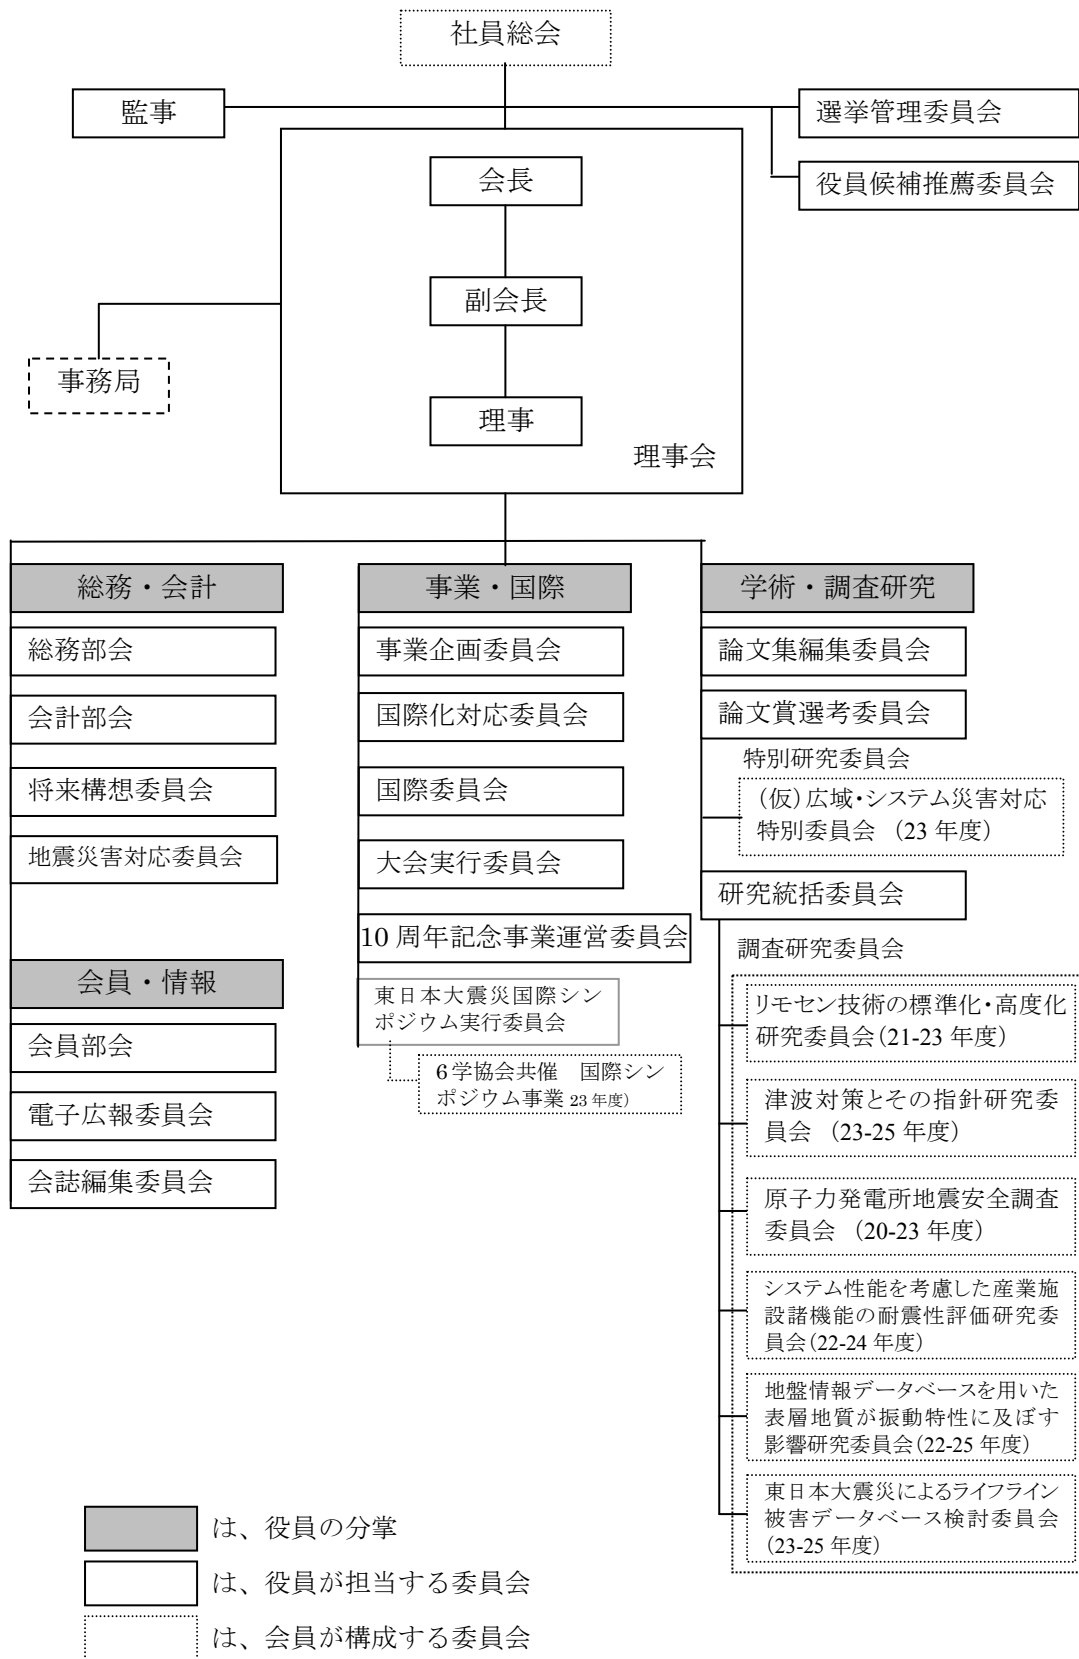 社員総会
監事
選挙管理委員会
役員候補推薦委員会
会長
副会長
理事
理事会
事務局
総務・会計
総務部会
会計部会
将来構想委員会
地震災害対応委員会
会員・情報
会員部会
電子広報委員会
会誌編集委員会
事業・国際
事業企画委員会
国際化対応委員会
国際委員会
大会実行委員会
10 周年記念事業運営委員会
東日本大震災国際シン
ポジウム実行委員会
6学協会共催　国際シン
ポジウム事業 23 年度）
学術・調査研究
論文集編集委員会
論文賞選考委員会
特別研究委員会
（仮）広域・システム災害対応
特別委員会 （23 年度）
研究統括委員会
調査研究委員会
リモセン技術の標準化・高度化
研究委員会（21-23 年度）
津波対策とその指針研究委
員会 （23-25 年度）
原子力発電所地震安全調査
委員会 （20-23 年度）
システム性能を考慮した産業施
設諸機能の耐震性評価研究委
員会（22-24 年度）
地盤情報データベースを用いた
表層地質が振動特性に及ぼす
影響研究委員会（22-25 年度）
東日本大震災によるライフライン
被害データベース検討委員会
（23-25 年度）
は、役員の分掌
は、役員が担当する委員会
は、会員が構成する委員会